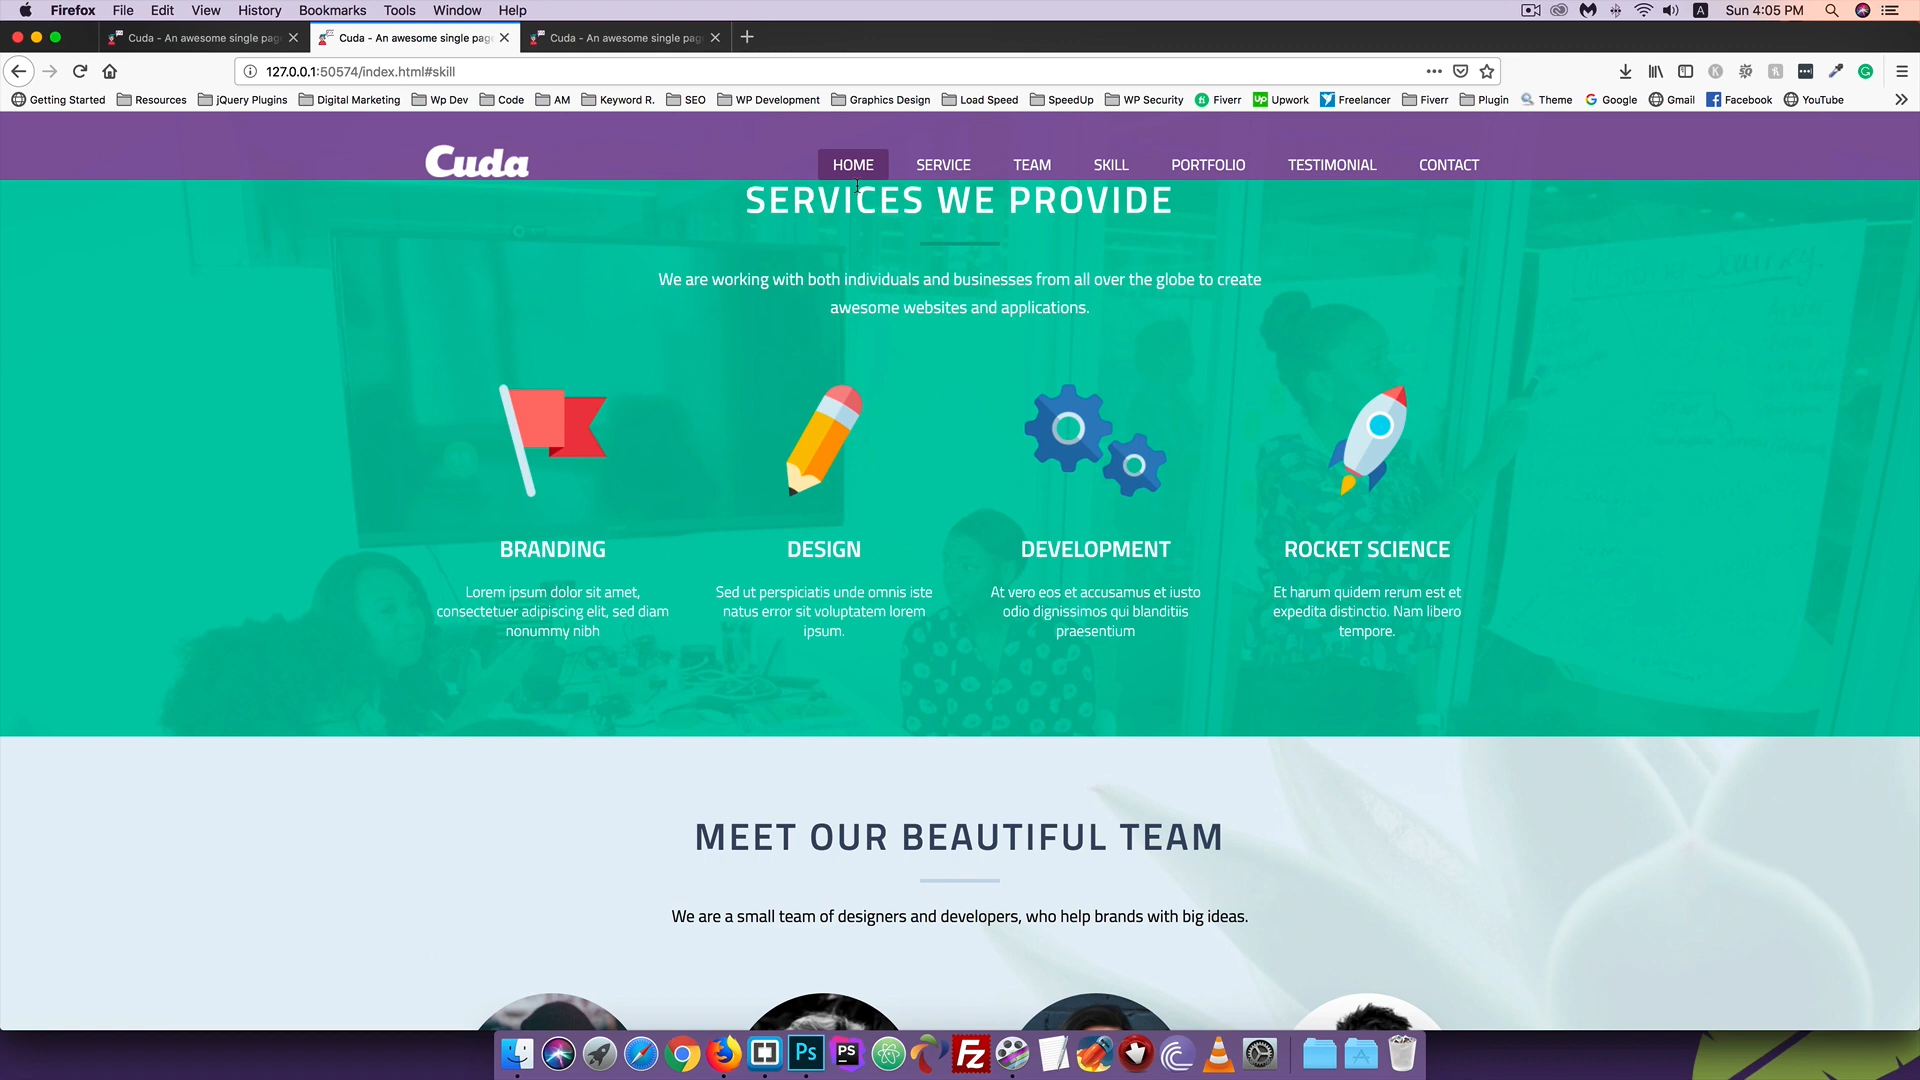 Firefox File Edit View History Bookmarks Tools Window Help
A Sun 4:05 PM
Cuda - An awesome single pag
Cuda - An awesome single page
Cuda - An awesome single pag
127.0.0.1:50574/index.html#skill
Getting Started Resources jQuery Plugins Digital Marketing Wp Dev Code AM Keyword R. SEO WP Development Graphics Design Load Speed SpeedUp WP Security Fiverr Upwork Freelancer Fiverr Plugin Theme Google Gmail Facebook YouTube
Cuda
HOME SERVICE TEAM SKILL PORTFOLIO TESTIMONIAL CONTACT
SERVICES WE PROVIDE
We are working with both individuals and businesses from all over the globe to create
awesome websites and applications.
BRANDING
Lorem ipsum dolor sit amet,
consectetuer adipiscing elit, sed diam
nonummy nibh
DESIGN
Sed ut perspiciatis unde omnis iste
natus error sit voluptatem lorem
ipsum.
DEVELOPMENT
At vero eos et accusamus et iusto
odio dignissimos qui blanditiis
praesentium
ROCKET SCIENCE
Et harum quidem rerum est et
expedita distinctio. Nam libero
tempore.
MEET OUR BEAUTIFUL TEAM
We are a small team of designers and developers, who help brands with big ideas.
Ps PS FZ